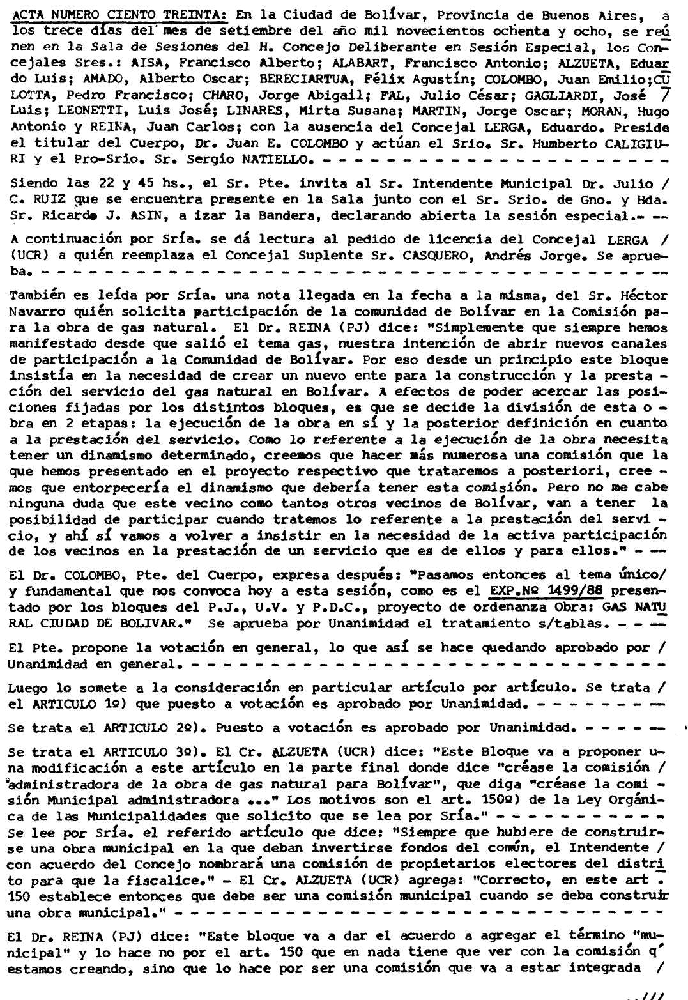 ACTA NUMERO CIENTO TREINTA: En la Ciudad de Bolívar, Provincia de Buenos Aires, a
los trece días del mes de setiembre del año mil novecientos ochenta y ocho, se reú
nen en la Sala de Sesiones del H. Concejo Deliberante en Sesión Especial, los Con-
cejales Sres.: AISA, Francisco Alberto; ALABART, Francisco Antonio; ALZUETA, Eduar
do Luis; AMADO, Alberto Oscar; BERECIARTUA, Félix Agustín; COLOMBO, Juan Emilio;CU
LOTTA, Pedro Francisco; CHARO, Jorge Abigail; FAL, Julio César; GAGLIARDI, José /
Luis; LEONETTI, Luis José; LINARES, Mirta Susana; MARTIN, Jorge Oscar; MORAN, Hugo
Antonio y REINA, Juan Carlos; con la ausencia del Concejal LERGA, Eduardo. Preside
el titular del Cuerpo, Dr. Juan E. COLOMBO y actúan el Srio. Sr. Humberto CALIGIU-
RI y el Pro-Srio. Sr. Sergio NATIELLO. - - - - - - - - - - - - - - - - - - - - - -
Siendo las 22 y 45 hs., el Sr. Pte. invita al Sr. Intendente Municipal Dr. Julio /
C. RUIZ que se encuentra presente en la Sala junto con el Sr. Srio. de Gno. y Hda.
Sr. Ricardo J. ASIN, a izar la Bandera, declarando abierta la sesión especial.- --
A continuación por Sría. se dá lectura al pedido de licencia del Concejal LERGA /
(UCR) a quién reemplaza el Concejal Suplente Sr. CASQUERO, Andrés Jorge. Se aprue-
ba. - - - - - - - - - - - - - - - - - - - - - - - - - - - - - - - - - - - - - - --
También es leída por Sría. una nota llegada en la fecha a la misma, del Sr. Héctor
Navarro quién solicita participación de la comunidad de Bolívar en la Comisión pa-
ra la obra de gas natural.  El Dr. REINA (PJ) dice: "Simplemente que siempre hemos
manifestado desde que salió el tema gas, nuestra intención de abrir nuevos canales
de participación a la Comunidad de Bolívar. Por eso desde un principio este bloque
insistía en la necesidad de crear un nuevo ente para la construcción y la presta -
ción del servicio del gas natural en Bolívar. A efectos de poder acercar las posi-
ciones fijadas por los distintos bloques, es que se decide la división de esta o -
bra en 2 etapas: la ejecución de la obra en sí y la posterior definición en cuanto
a la prestación del servicio. Como lo referente a la ejecución de la obra necesita
tener un dinamismo determinado, creemos que hacer más numerosa una comisión que la
que hemos presentado en el proyecto respectivo que trataremos a posteriori, cree -
mos que entorpecería el dinamismo que debería tener esta comisión. Pero no me cabe
ninguna duda que este vecino como tantos otros vecinos de Bolívar, van a tener  la
posibilidad de participar cuando tratemos lo referente a la prestación del servi -
cio, y ahí sí vamos a volver a insistir en la necesidad de la activa participación
de los vecinos en la prestación de un servicio que es de ellos y para ellos." - --
El Dr. COLOMBO, Pte. del Cuerpo, expresa después: "Pasamos entonces al tema único/
y fundamental que nos convoca hoy a esta sesión, como es el EXP.Nº 1499/88 presen-
tado por los bloques del P.J., U.V. y P.D.C., proyecto de ordenanza Obra: GAS NATU
RAL CIUDAD DE BOLIVAR."  Se aprueba por Unanimidad el tratamiento s/tablas. - - --
El Pte. propone la votación en general, lo que así se hace quedando aprobado por /
Unanimidad en general. - - - - - - - - - - - - - - - - - - - - - - - - - - - - - -
Luego lo somete a la consideración en particular artículo por artículo. Se trata /
el ARTICULO 1º) que puesto a votación es aprobado por Unanimidad. - - - - - - - --
Se trata el ARTICULO 2º). Puesto a votación es aprobado por Unanimidad. - - - - --
Se trata el ARTICULO 3º). El Cr. ALZUETA (UCR) dice: "Este Bloque va a proponer u-
na modificación a este artículo en la parte final donde dice "créase la comisión /
administradora de la obra de gas natural para Bolívar", que diga "créase la comi -
sión Municipal administradora ..." Los motivos son el art. 150º) de la Ley Orgáni-
ca de las Municipalidades que solicito que se lea por Sría." - - - - - - - - - - -
Se lee por Sría. el referido artículo que dice: "Siempre que hubiere de construir-
se una obra municipal en la que deban invertirse fondos del común, el Intendente /
con acuerdo del Concejo nombrará una comisión de propietarios electores del distri
to para que la fiscalice." - El Cr. ALZUETA (UCR) agrega: "Correcto, en este art .
150 establece entonces que debe ser una comisión municipal cuando se deba construir
una obra municipal." - - - - - - - - - - - - - - - - - - - - - - - - - - - - - - -
El Dr. REINA (PJ) dice: "Este bloque va a dar el acuerdo a agregar el término "mu-
nicipal" y lo hace no por el art. 150 que en nada tiene que ver con la comisión q'
estamos creando, sino que lo hace por ser una comisión que va a estar integrada  /
..///